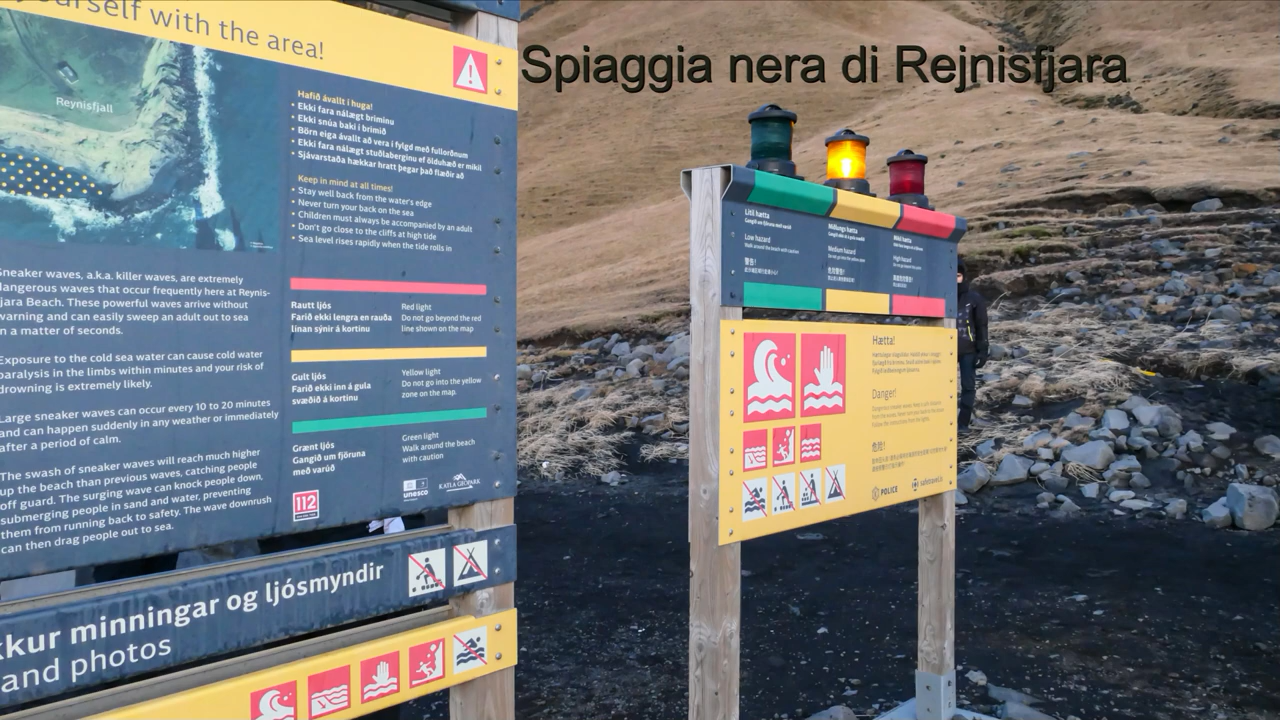 yourself with the area!
Spiaggia nera di Rejnisfjara
Reynisfjall
Hafið ávallt í huga!
• Ekki fara nálægt briminu
• Ekki snúa baki í brimið
• Börn eiga ávallt að vera í fylgd með fullorðnum
• Ekki fara nálægt stuðlaberginu ef ölduhæð er mikil
• Sjávarstaða hækkar hratt þegar það flæðir að
Keep in mind at all times!
• Stay well back from the water's edge
• Never turn your back on the sea
• Children must always be accompanied by an adult
• Don't go close to the cliffs at high tide
• Sea level rises rapidly when the tide rolls in
Sneaker waves, a.k.a. killer waves, are extremely
dangerous waves that occur frequently here at Reynis-
fjara Beach. These powerful waves arrive without
warning and can easily sweep an adult out to sea
in a matter of seconds.
Exposure to the cold sea water can cause cold water
paralysis in the limbs within minutes and your risk of
drowning is extremely likely.
Large sneaker waves can occur every 10 to 20 minutes
and can happen suddenly in any weather or immediately
after a period of calm.
The swash of sneaker waves will reach much higher
up the beach than previous waves, catching people
off guard. The surging wave can knock people down,
submerging people in sand and water, preventing
them from running back to safety. The wave downrush
can then drag people out to sea.
Rautt ljós
Farið ekki lengra en rauða
línan sýnir á kortinu
Red light
Do not go beyond the red
line shown on the map
Gult ljós
Farið ekki inn á gula
svæðið á kortinu
Yellow light
Do not go into the yellow
zone on the map.
Grænt ljós
Gangið um fjöruna
með varúð
Green light
Walk around the beach
with caution
112
unesco
KATLA GEOPARK
kkur minningar og ljósmyndir
and photos
Lítil hætta
Low hazard
Walk around the beach with caution
警告!
Meðlungs hætta
Medium hazard
Mikil hætta
High hazard
Hætta!
Danger!
危险!
POLICE
safetravel.is